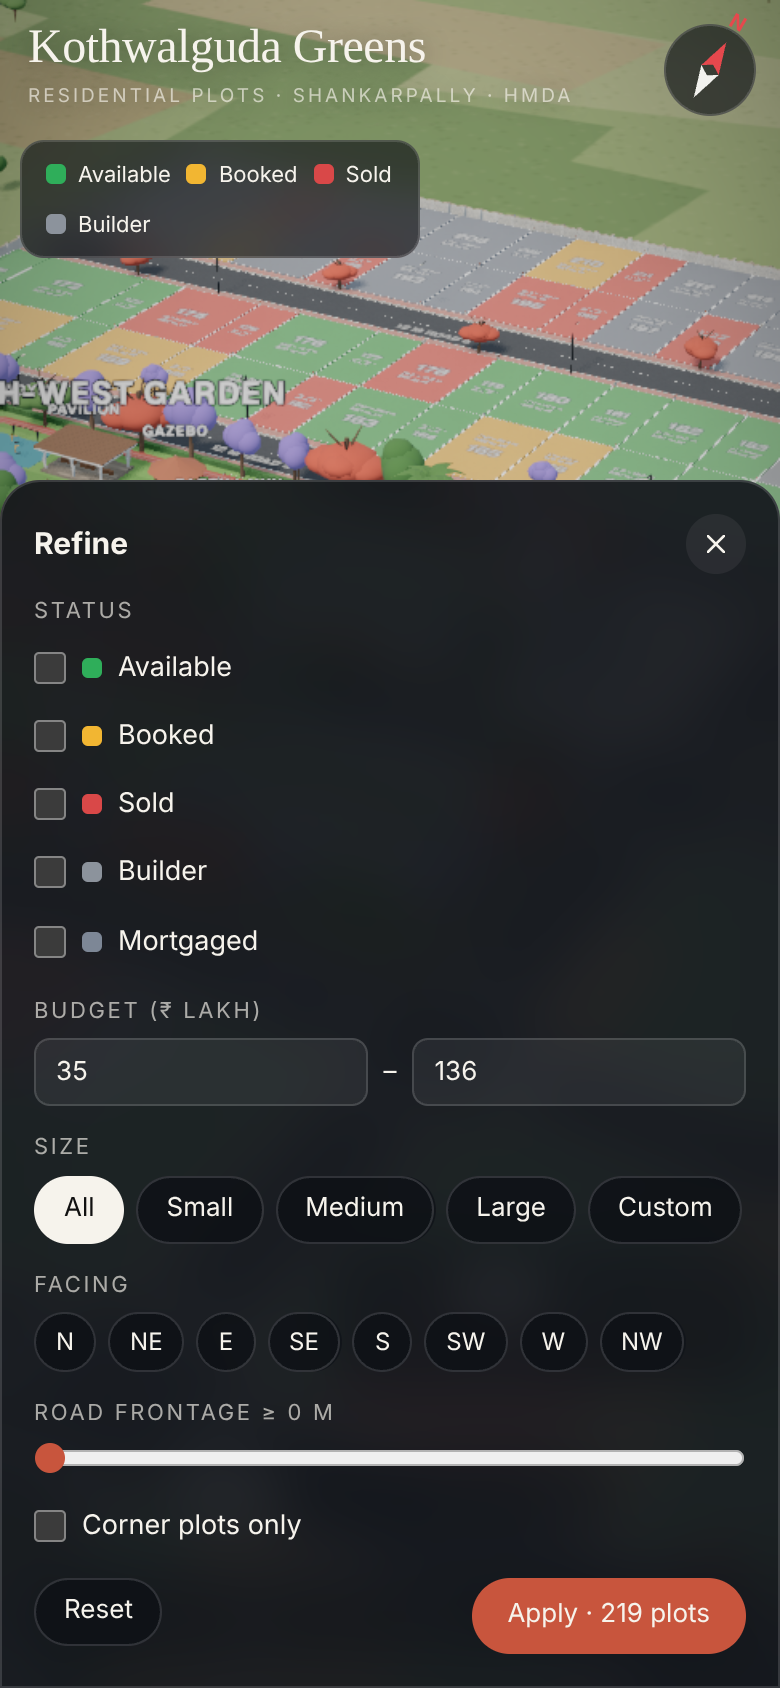 Kothwalguda Greens
N
RESIDENTIAL PLOTS · SHANKARPALLY · HMDA
Available Booked Sold
Builder
H-WEST GARDEN
PAVILION
GAZEBO
Refine
STATUS
Available
Booked
Sold
Builder
Mortgaged
BUDGET (₹ LAKH)
35 – 136
SIZE
All Small Medium Large Custom
FACING
N NE E SE S SW W NW
ROAD FRONTAGE ≥ 0 M
Corner plots only
Reset Apply · 219 plots